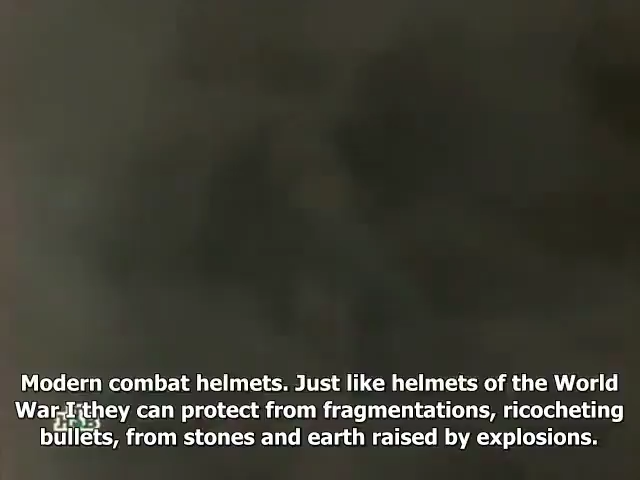 Modern combat helmets. Just like helmets of the World
War I they can protect from fragmentations, ricocheting
bullets, from stones and earth raised by explosions.